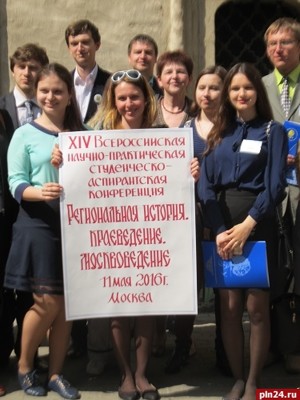 XIV Всероссийская
научно-практическая
студенческо-
аспирантская
конференция
Региональная история.
Краеведение.
Москвоведение
11 мая 2016 г.
Москва
pln24.ru